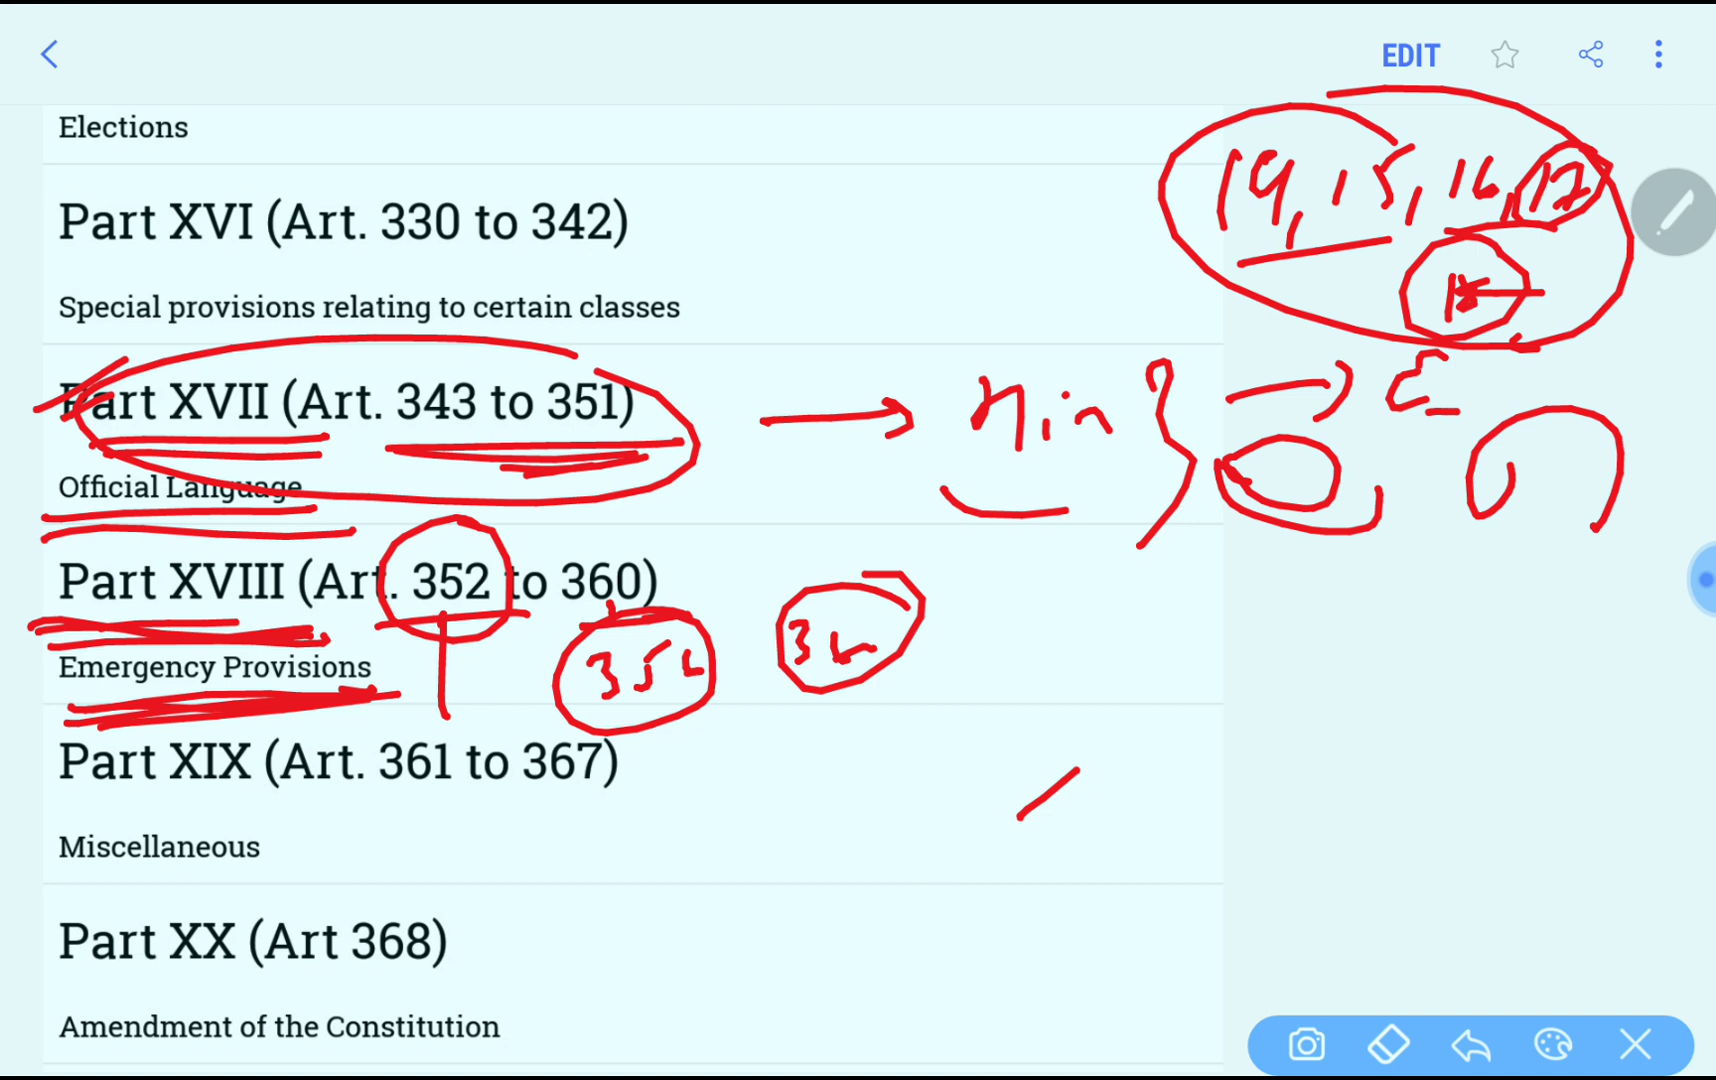 EDIT
Elections
Part XVI (Art. 330 to 342)
Special provisions relating to certain classes
Part XVII (Art. 343 to 351)
Official Language
Part XVIII (Art. 352 to 360)
Emergency Provisions
Part XIX (Art. 361 to 367)
Miscellaneous
Part XX (Art 368)
Amendment of the Constitution
15, 16, 17